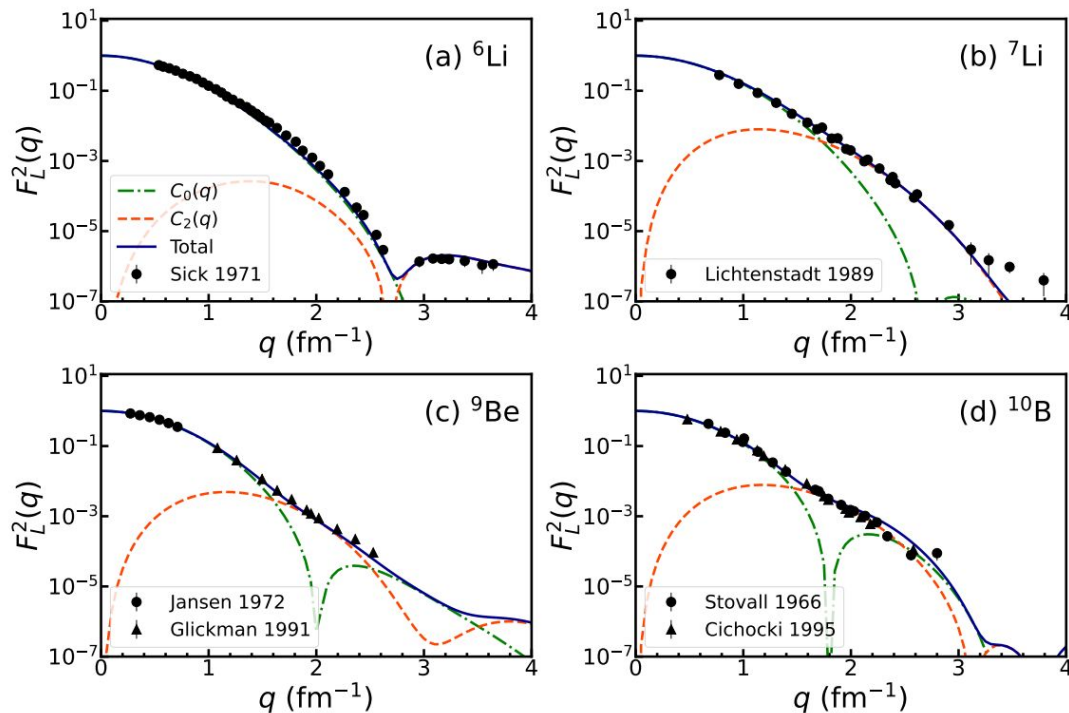 10¹
(a) ⁶Li
10⁻¹
F_L²(q)
10⁻³
C₀(q)
C₂(q)
10⁻⁵
Total
Sick 1971
10⁻⁷
0 1 2 3 4
q (fm⁻¹)
10¹
(b) ⁷Li
10⁻¹
F_L²(q)
10⁻³
10⁻⁵
Lichtenstadt 1989
10⁻⁷
0 1 2 3 4
q (fm⁻¹)
10¹
(c) ⁹Be
10⁻¹
F_L²(q)
10⁻³
10⁻⁵
Jansen 1972
Glickman 1991
10⁻⁷
0 1 2 3 4
q (fm⁻¹)
10¹
(d) ¹⁰B
10⁻¹
F_L²(q)
10⁻³
10⁻⁵
Stovall 1966
Cichocki 1995
10⁻⁷
0 1 2 3 4
q (fm⁻¹)